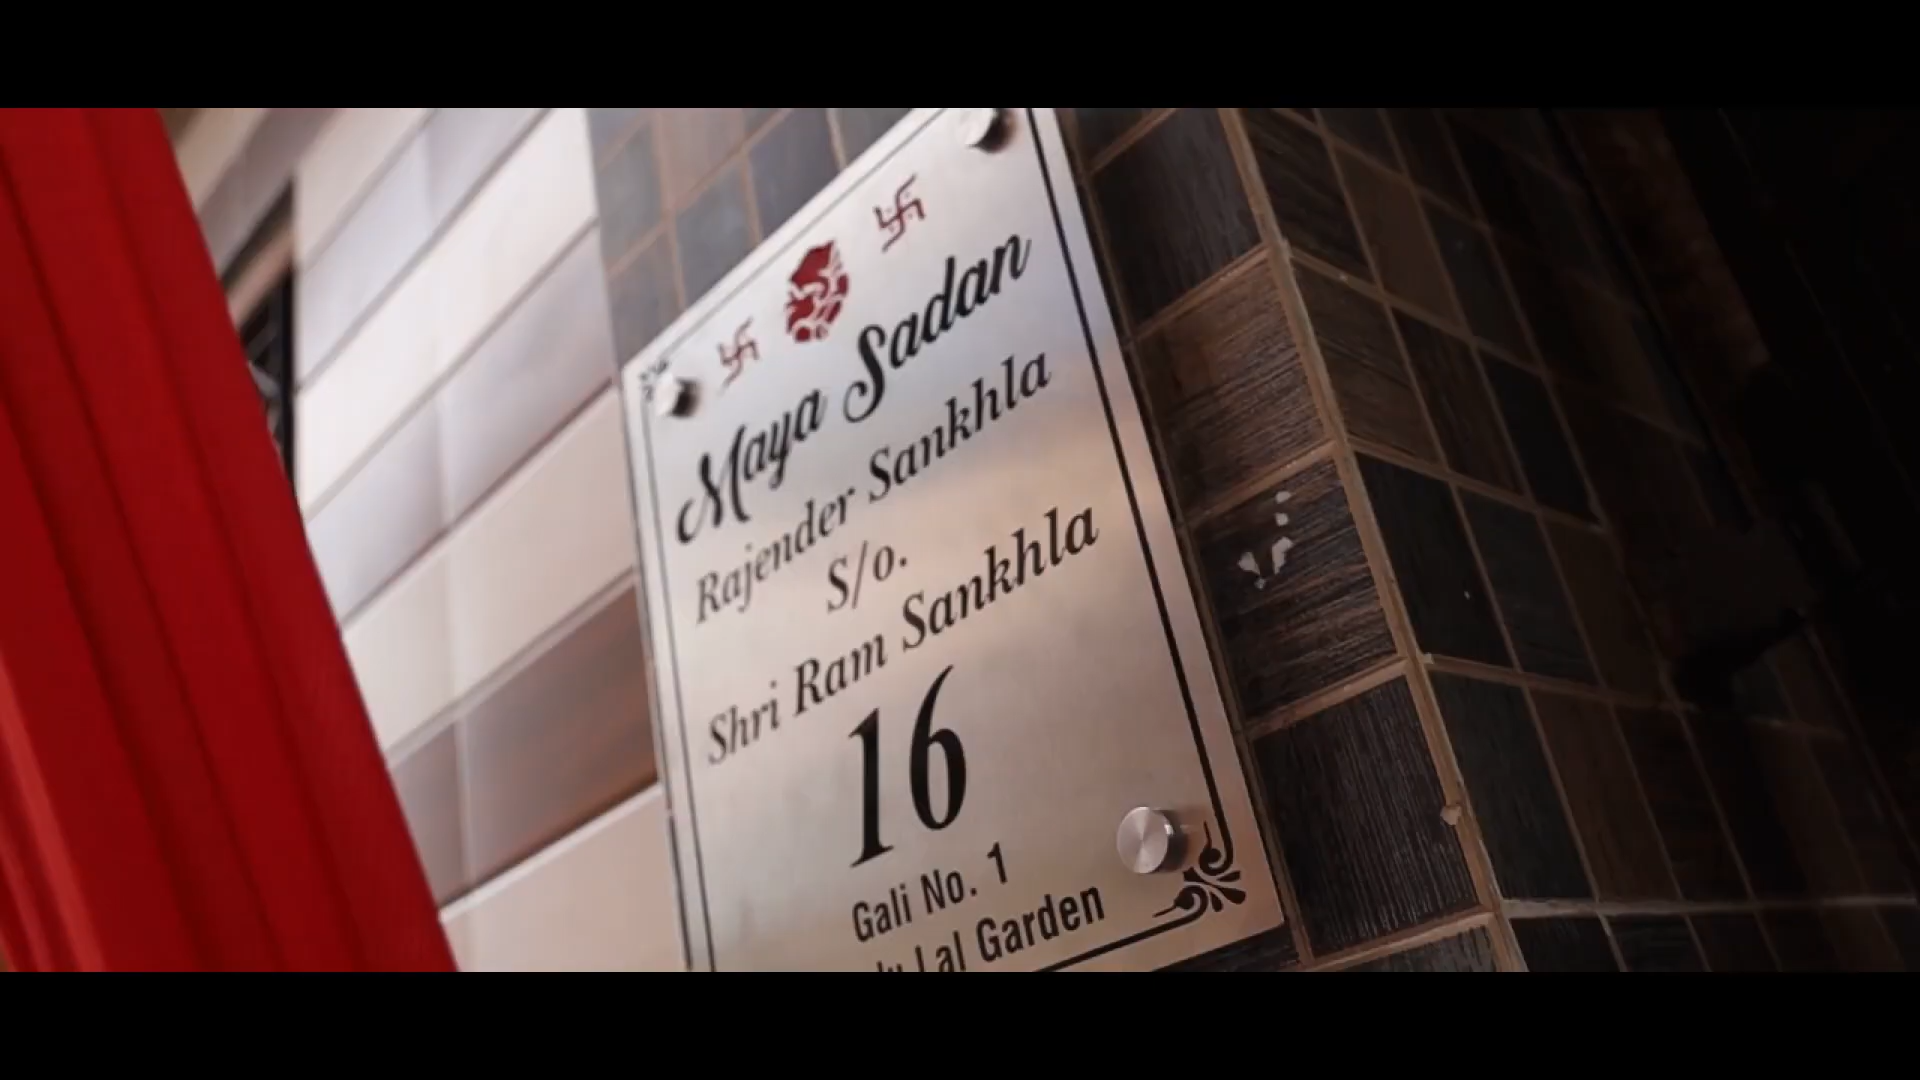 Maya Sadan
Rajender Sankhla
S/o.
Shri Ram Sankhla
16
Gali No. 1
Lal Garden